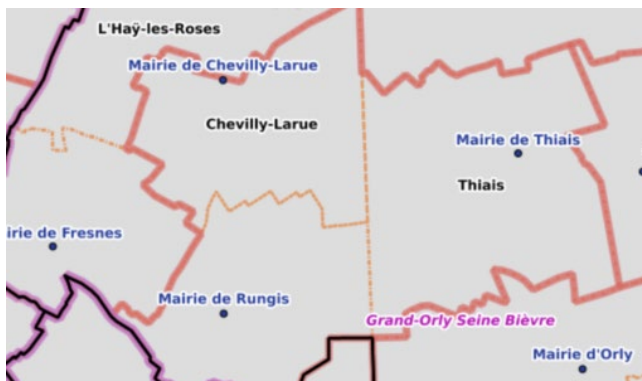 L'Haÿ-les-Roses
Mairie de Chevilly-Larue
Chevilly-Larue
Mairie de Thiais
Thiais
irie de Fresnes
Mairie de Rungis
Grand-Orly Seine Bièvre
Mairie d'Orly